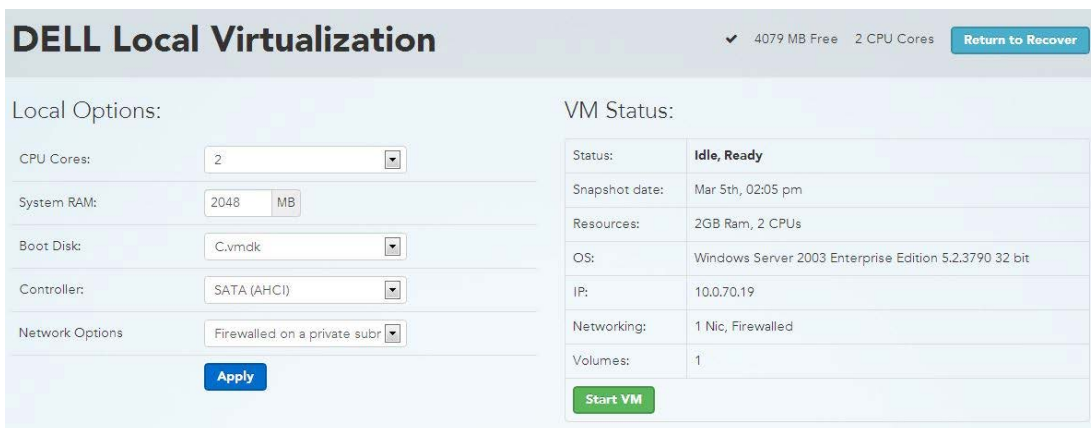 DELL Local Virtualization
✔ 4079 MB Free 2 CPU Cores Return to Recover
Local Options:
CPU Cores: 2
System RAM: 2048 MB
Boot Disk: C.vmdk
Controller: SATA (AHCI)
Network Options Firewalled on a private subr
Apply
VM Status:
Status: Idle, Ready
Snapshot date: Mar 5th, 02:05 pm
Resources: 2GB Ram, 2 CPUs
OS: Windows Server 2003 Enterprise Edition 5.2.3790 32 bit
IP: 10.0.70.19
Networking: 1 Nic, Firewalled
Volumes: 1
Start VM